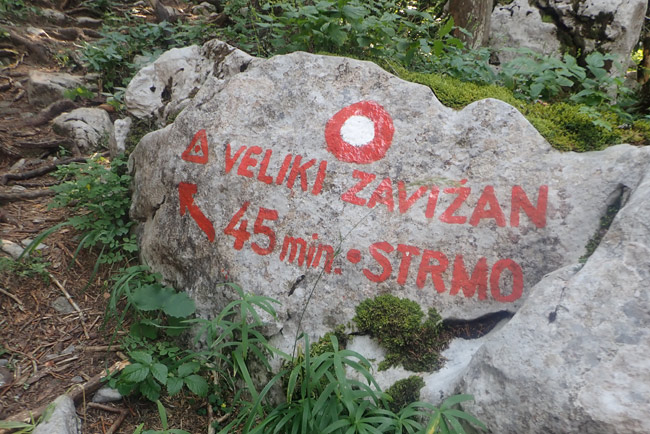 VELIKI ZAVIŽAN
45 min. • STRMO